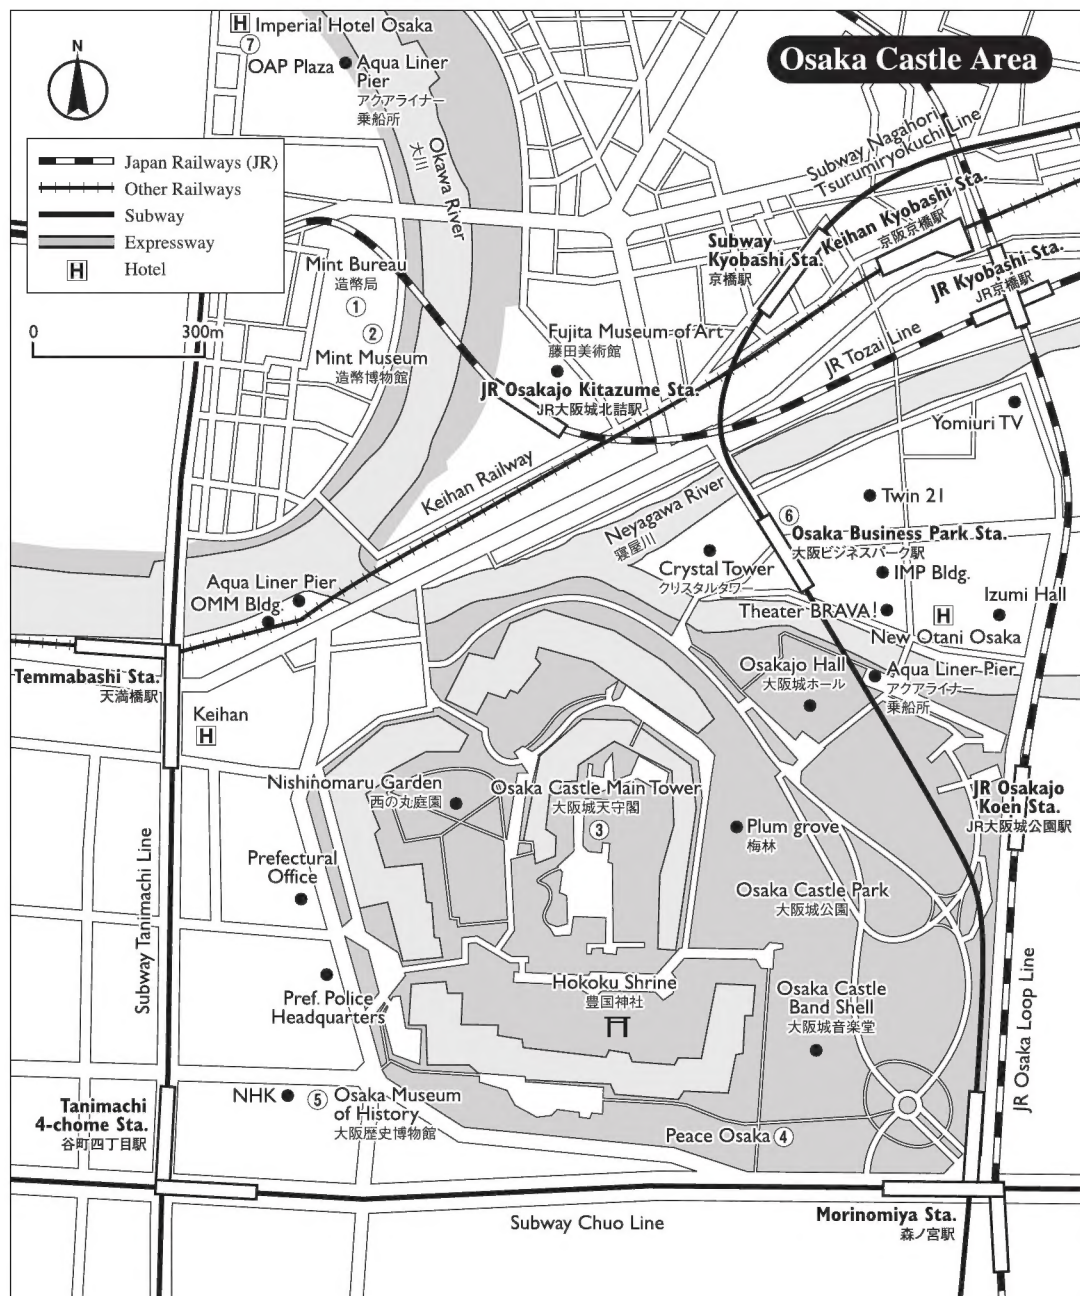 Osaka Castle Area
N
Japan Railways (JR)
Other Railways
Subway
Expressway
H
Hotel
0
300m
H
Imperial Hotel Osaka
⑦
OAP Plaza
Aqua Liner
Pier
アクアライナー
乗船所
Okawa River
大川
Subway Nagahori
Tsurumiryokuchi Line
Keihan Kyobashi Sta.
京阪京橋駅
Subway
Kyobashi Sta.
京橋駅
JR Kyobashi Sta.
JR京橋駅
Mint Bureau
造幣局
①
②
Mint Museum
造幣博物館
Fujita Museum of Art
藤田美術館
JR Tozai Line
JR Osakajo Kitazume Sta.
JR大阪城北詰駅
Yomiuri TV
Keihan Railway
Neyagawa River
寝屋川
Twin 21
⑥
Osaka Business Park Sta.
大阪ビジネスパーク駅
Crystal Tower
クリスタルタワー
IMP Bldg.
Izumi Hall
Theater BRAVA!
H
New Otani Osaka
Aqua Liner Pier
OMM Bldg.
Temmabashi Sta.
天満橋駅
Osakajo Hall
大阪城ホール
Aqua Liner Pier
アクアライナー
乗船所
Keihan
H
Nishinomaru Garden
西の丸庭園
Osaka Castle Main Tower
大阪城天守閣
③
JR Osakajo
Koen Sta.
JR大阪城公園駅
Plum grove
梅林
Prefectural
Office
Osaka Castle Park
大阪城公園
Subway Tanimachi Line
Pref. Police
Headquarters
Hokoku Shrine
豊国神社
Osaka Castle
Band Shell
大阪城音楽堂
JR Osaka Loop Line
NHK
⑤
Osaka Museum
of History
大阪歴史博物館
Tanimachi
4-chome Sta.
谷町四丁目駅
Peace Osaka
④
Subway Chuo Line
Morinomiya Sta.
森ノ宮駅